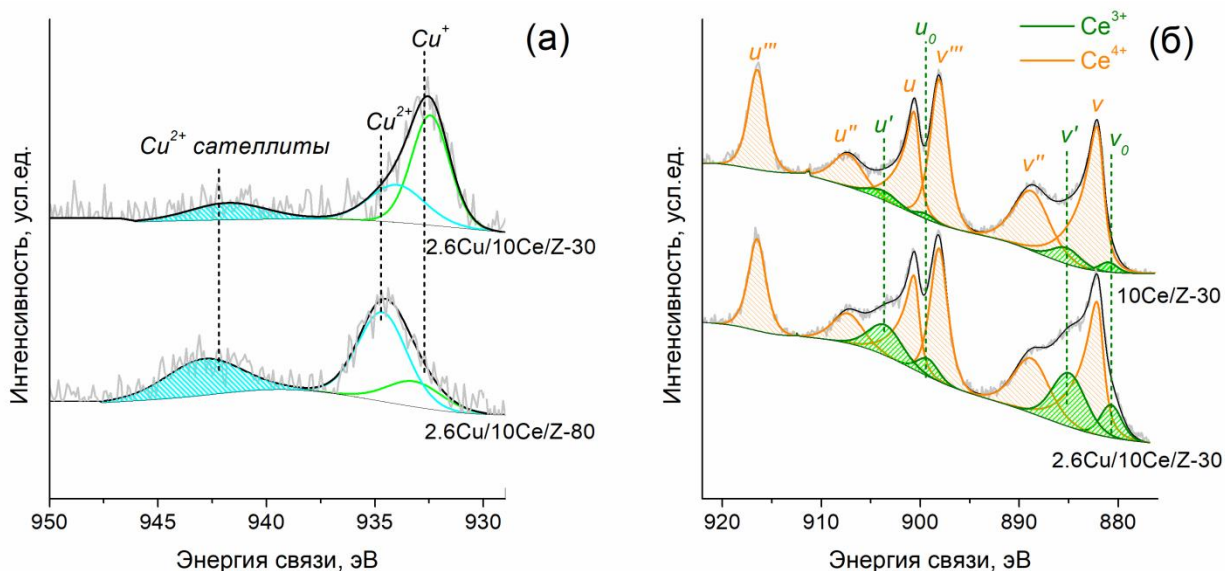 (а)
Cu⁺
Cu²⁺
Cu²⁺ сателлиты
2.6Cu/10Ce/Z-30
2.6Cu/10Ce/Z-80
Интенсивность, усл.ед.
950 945 940 935 930
Энергия связи, эВ
(б)
Ce³⁺
Ce⁴⁺
u''' u'' u' u u₀ v''' v'' v' v v₀
10Ce/Z-30
2.6Cu/10Ce/Z-30
Интенсивность, усл.ед.
920 910 900 890 880
Энергия связи, эВ